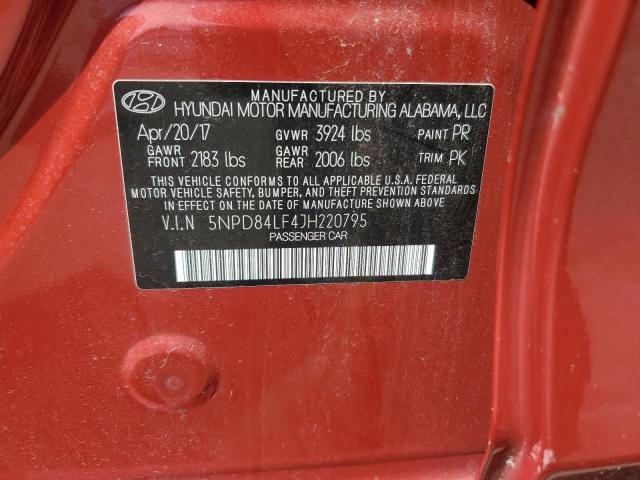 MANUFACTURED BY
HYUNDAI MOTOR MANUFACTURING ALABAMA, LLC
Apr/20/17 GVWR 3924 lbs PAINT PR
GAWR FRONT 2183 lbs GAWR REAR 2006 lbs TRIM PK
THIS VEHICLE CONFORMS TO ALL APPLICABLE U.S.A. FEDERAL
MOTOR VEHICLE SAFETY, BUMPER, AND THEFT PREVENTION STANDARDS
IN EFFECT ON THE DATE OF MANUFACTURE SHOWN ABOVE.
V.I.N 5NPD84LF4JH220795
PASSENGER CAR